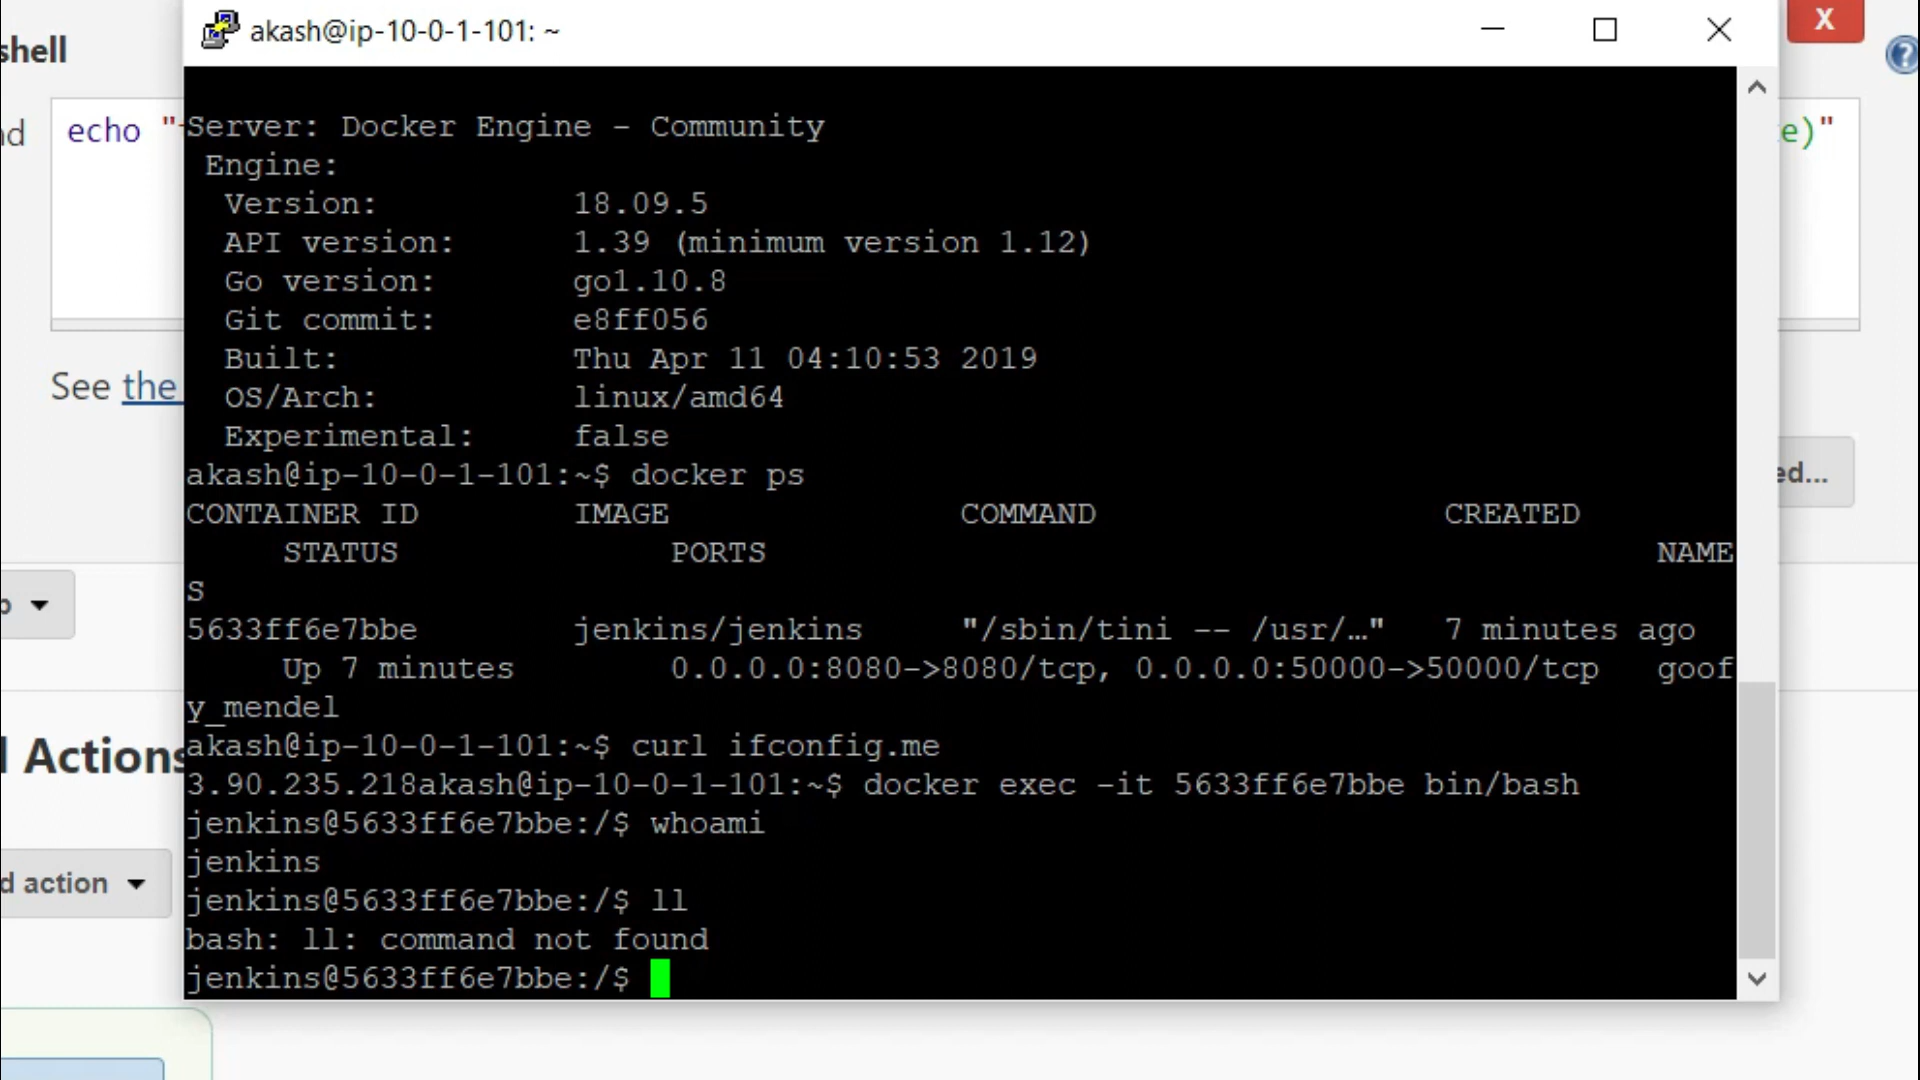 akash@ip-10-0-1-101: ~
X
shell
echo "
e)"
Server: Docker Engine - Community
Engine:
Version: 18.09.5
API version: 1.39 (minimum version 1.12)
Go version: go1.10.8
Git commit: e8ff056
Built: Thu Apr 11 04:10:53 2019
See the
OS/Arch: linux/amd64
Experimental: false
akash@ip-10-0-1-101:~$ docker ps
ed...
CONTAINER ID IMAGE COMMAND CREATED
STATUS PORTS NAME
S
5633ff6e7bbe jenkins/jenkins "/sbin/tini -- /usr/…" 7 minutes ago
Up 7 minutes 0.0.0.0:8080->8080/tcp, 0.0.0.0:50000->50000/tcp goof
y_mendel
akash@ip-10-0-1-101:~$ curl ifconfig.me
Actions
3.90.235.218akash@ip-10-0-1-101:~$ docker exec -it 5633ff6e7bbe bin/bash
jenkins@5633ff6e7bbe:/$ whoami
jenkins
d action
jenkins@5633ff6e7bbe:/$ ll
bash: ll: command not found
jenkins@5633ff6e7bbe:/$